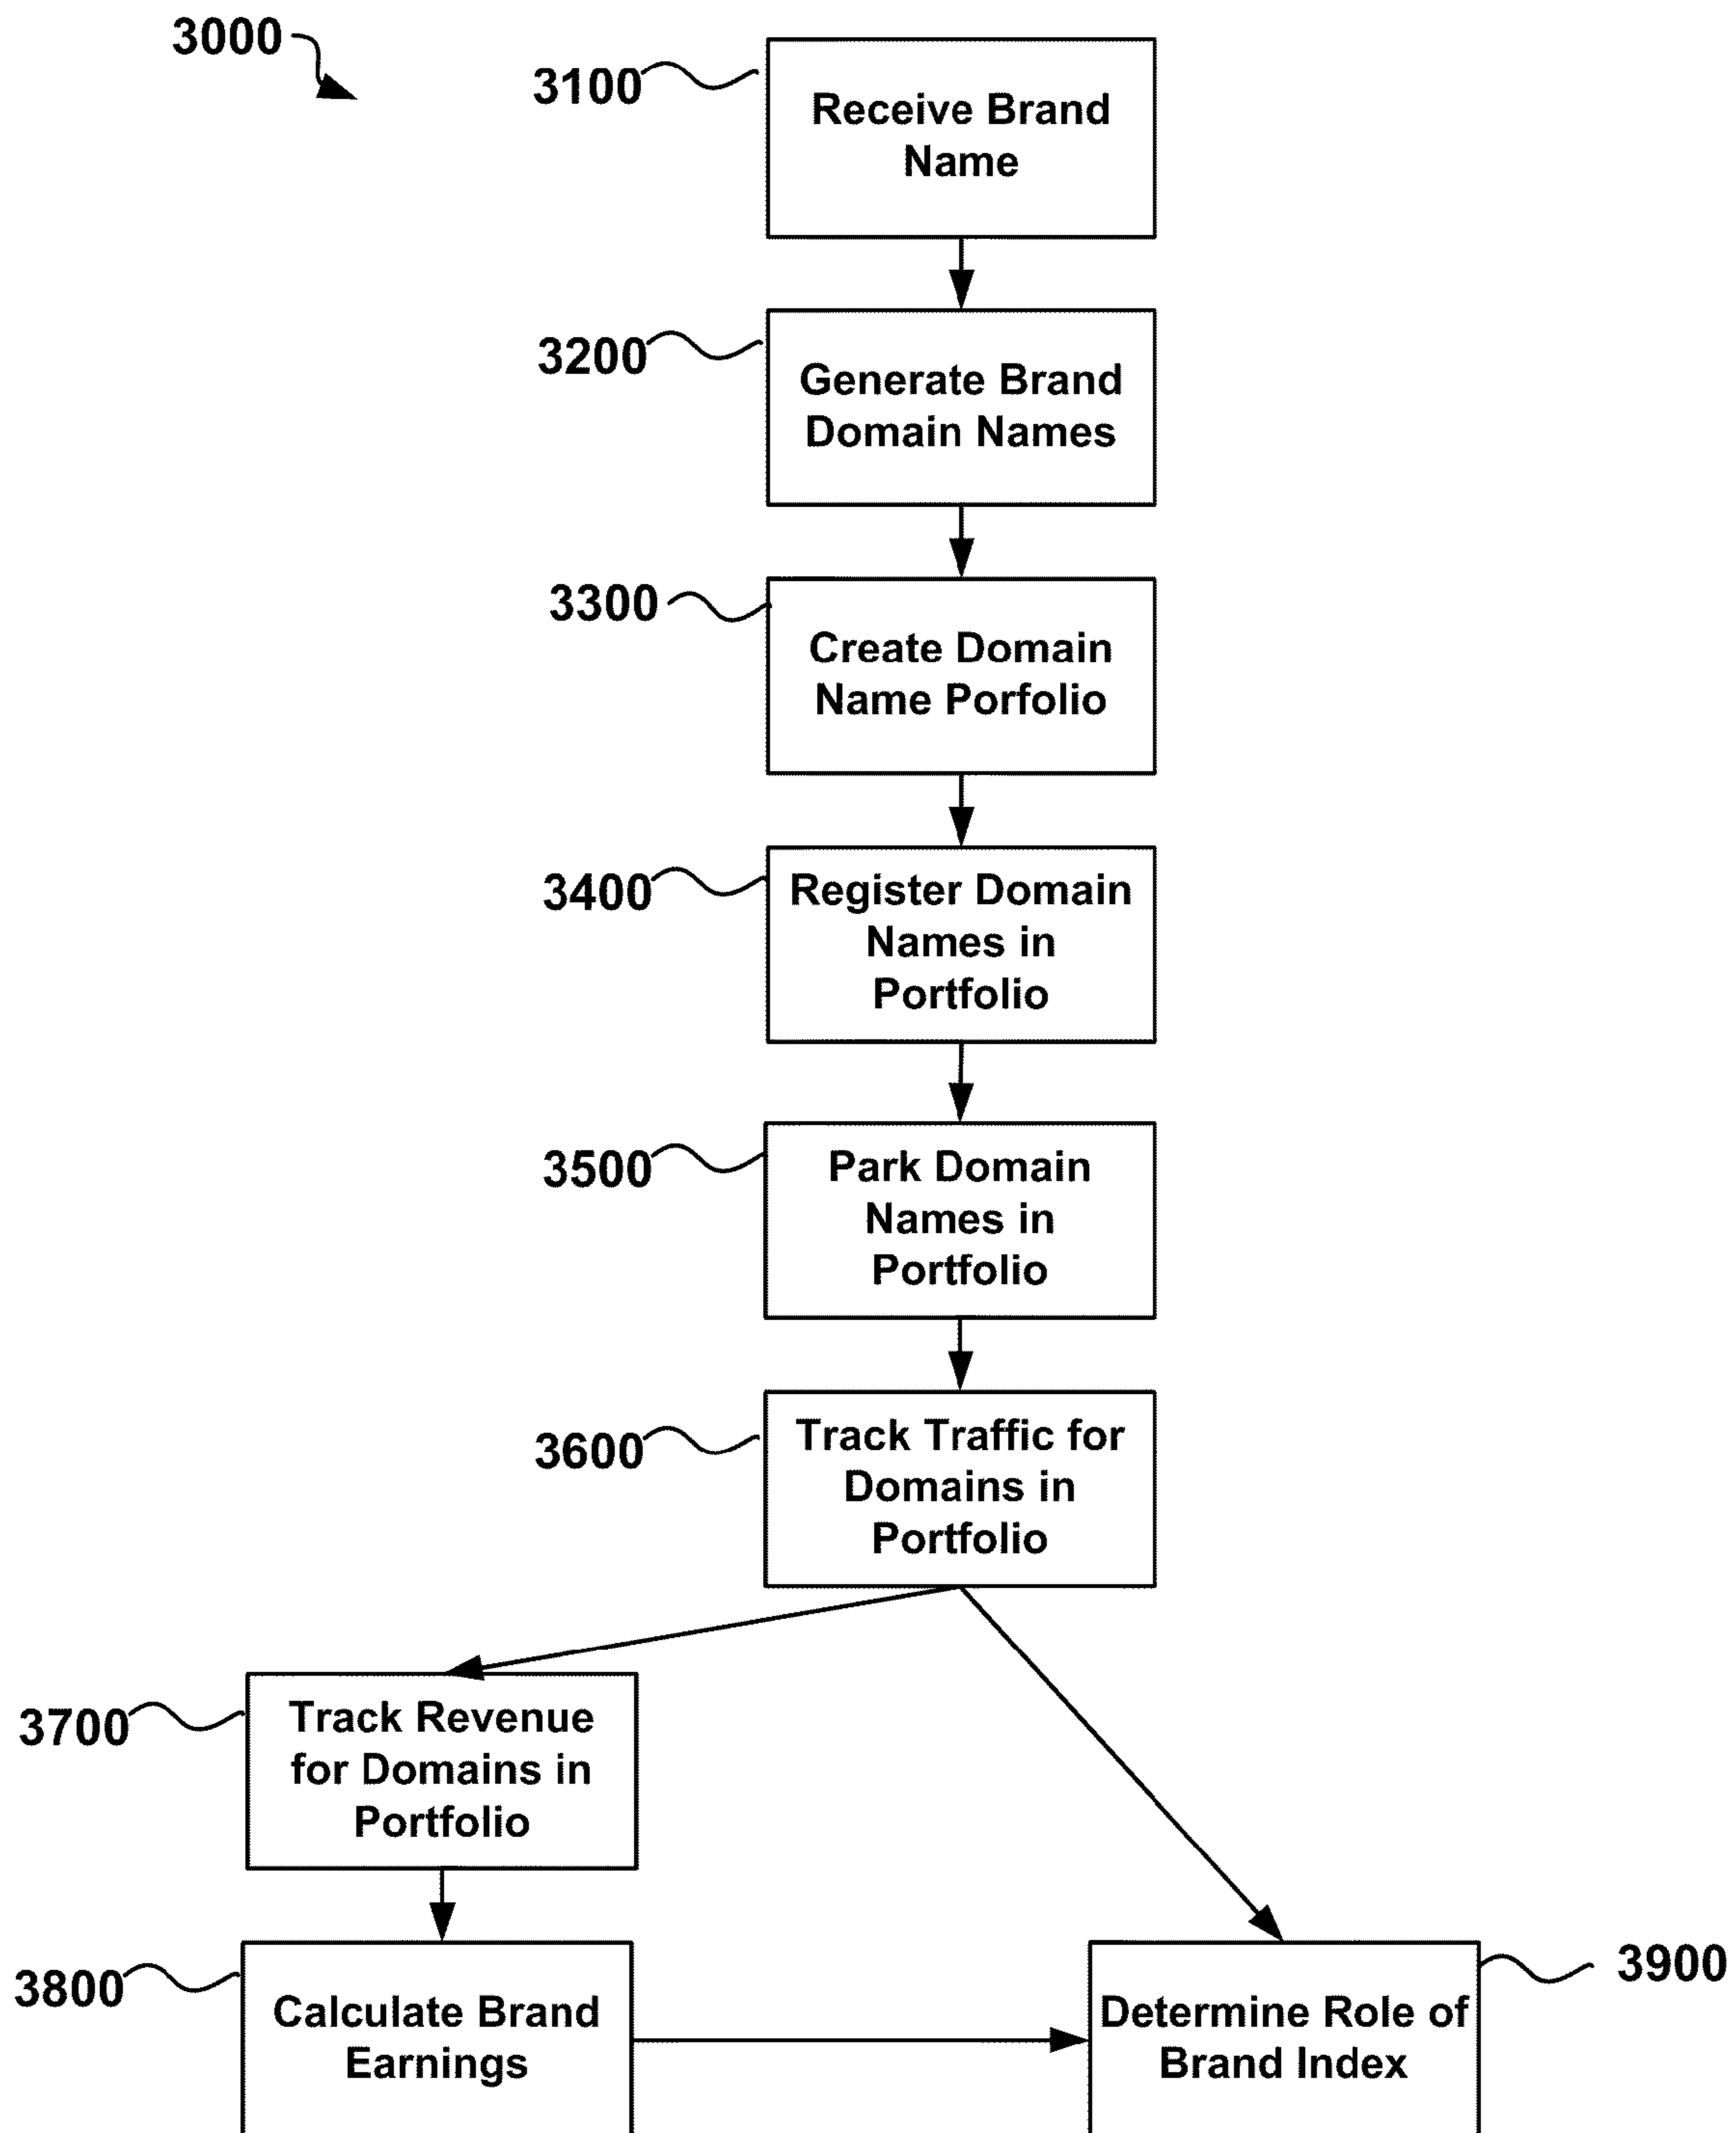 3000
3100
Receive Brand
Name
3200
Generate Brand
Domain Names
3300
Create Domain
Name Porfolio
3400
Register Domain
Names in
Portfolio
3500
Park Domain
Names in
Portfolio
3600
Track Traffic for
Domains in
Portfolio
3700
Track Revenue
for Domains in
Portfolio
3800
Calculate Brand
Earnings
3900
Determine Role of
Brand Index